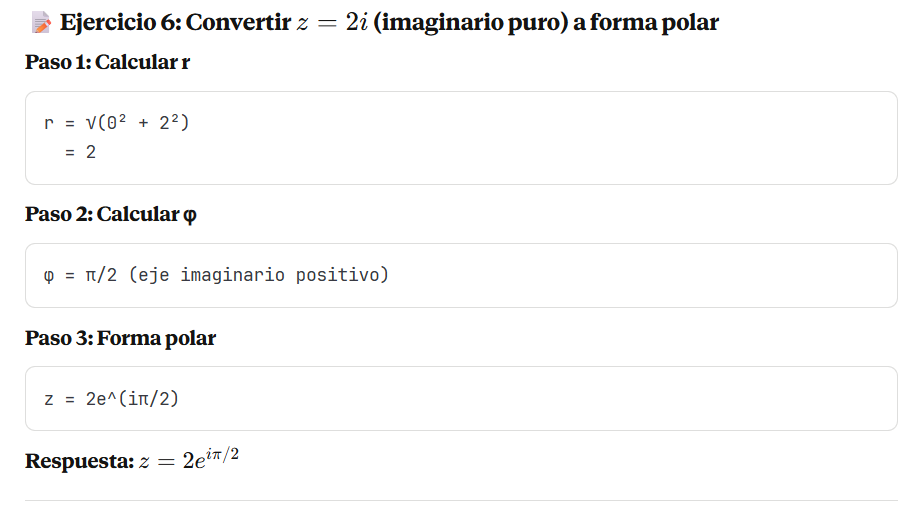 📝 Ejercicio 6: Convertir z = 2i (imaginario puro) a forma polar
Paso 1: Calcular r
r = √(0² + 2²)
= 2
Paso 2: Calcular φ
φ = π/2 (eje imaginario positivo)
Paso 3: Forma polar
z = 2e^(iπ/2)
Respuesta: z = 2e^{iπ/2}